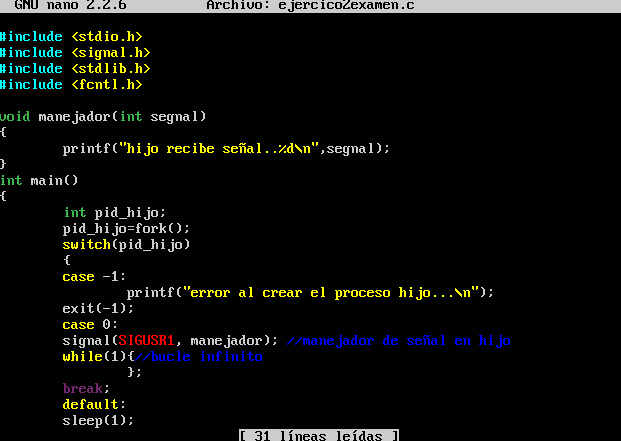 GNU nano 2.2.6 Archivo: ejercico2examen.c
#include <stdio.h>
#include <signal.h>
#include <stdlib.h>
#include <fcntl.h>
void manejador(int segnal)
{
printf("hijo recibe señal..%d\n",segnal);
}
int main()
{
int pid_hijo;
pid_hijo=fork();
switch(pid_hijo)
{
case -1:
printf("error al crear el proceso hijo...\n");
exit(-1);
case 0:
signal(SIGUSR1, manejador); //manejador de señal en hijo
while(1){//bucle infinito
};
break;
default:
sleep(1);
[ 31 líneas leídas ]